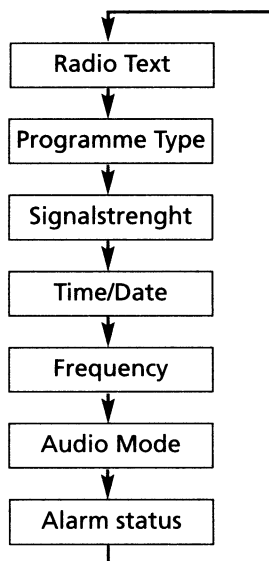 Radio Text
Programme Type
Signalstrenght
Time/Date
Frequency
Audio Mode
Alarm status